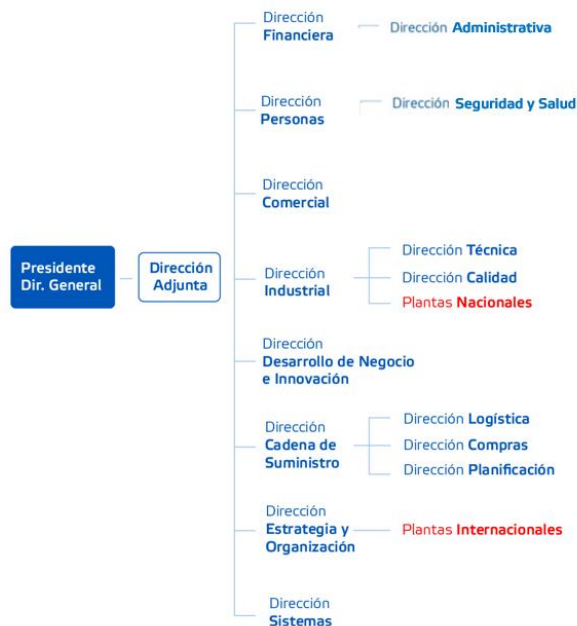 Presidente
Dir. General
Dirección
Adjunta
Dirección
Financiera
Dirección Administrativa
Dirección
Personas
Dirección Seguridad y Salud
Dirección
Comercial
Dirección
Industrial
Dirección Técnica
Dirección Calidad
Plantas Nacionales
Dirección
Desarrollo de Negocio
e Innovación
Dirección
Cadena de
Suministro
Dirección Logística
Dirección Compras
Dirección Planificación
Dirección
Estrategia y
Organización
Plantas Internacionales
Dirección
Sistemas